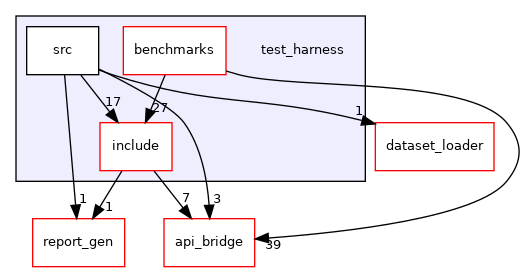 src
benchmarks
test_harness
17
27
1
include
dataset_loader
1
1
7
3
report_gen
api_bridge
39